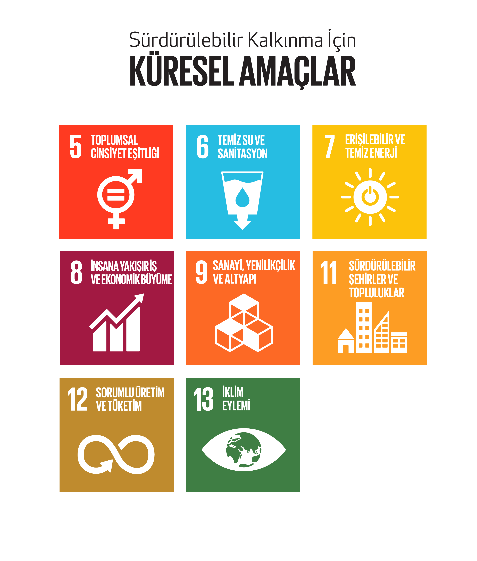 Sürdürülebilir Kalkınma İçin
KÜRESEL AMAÇLAR
5 TOPLUMSAL
CİNSİYET EŞİTLİĞİ
6 TEMİZ SU VE
SANİTASYON
7 ERİŞİLEBİLİR VE
TEMİZ ENERJİ
8 İNSANA YAKIŞIR İŞ
VE EKONOMİK BÜYÜME
9 SANAYİ, YENİLİKÇİLİK
VE ALTYAPI
11 SÜRDÜRÜLEBİLİR
ŞEHİRLER VE
TOPLULUKLAR
12 SORUMLU ÜRETİM
VE TÜKETİM
13 İKLİM
EYLEMİ